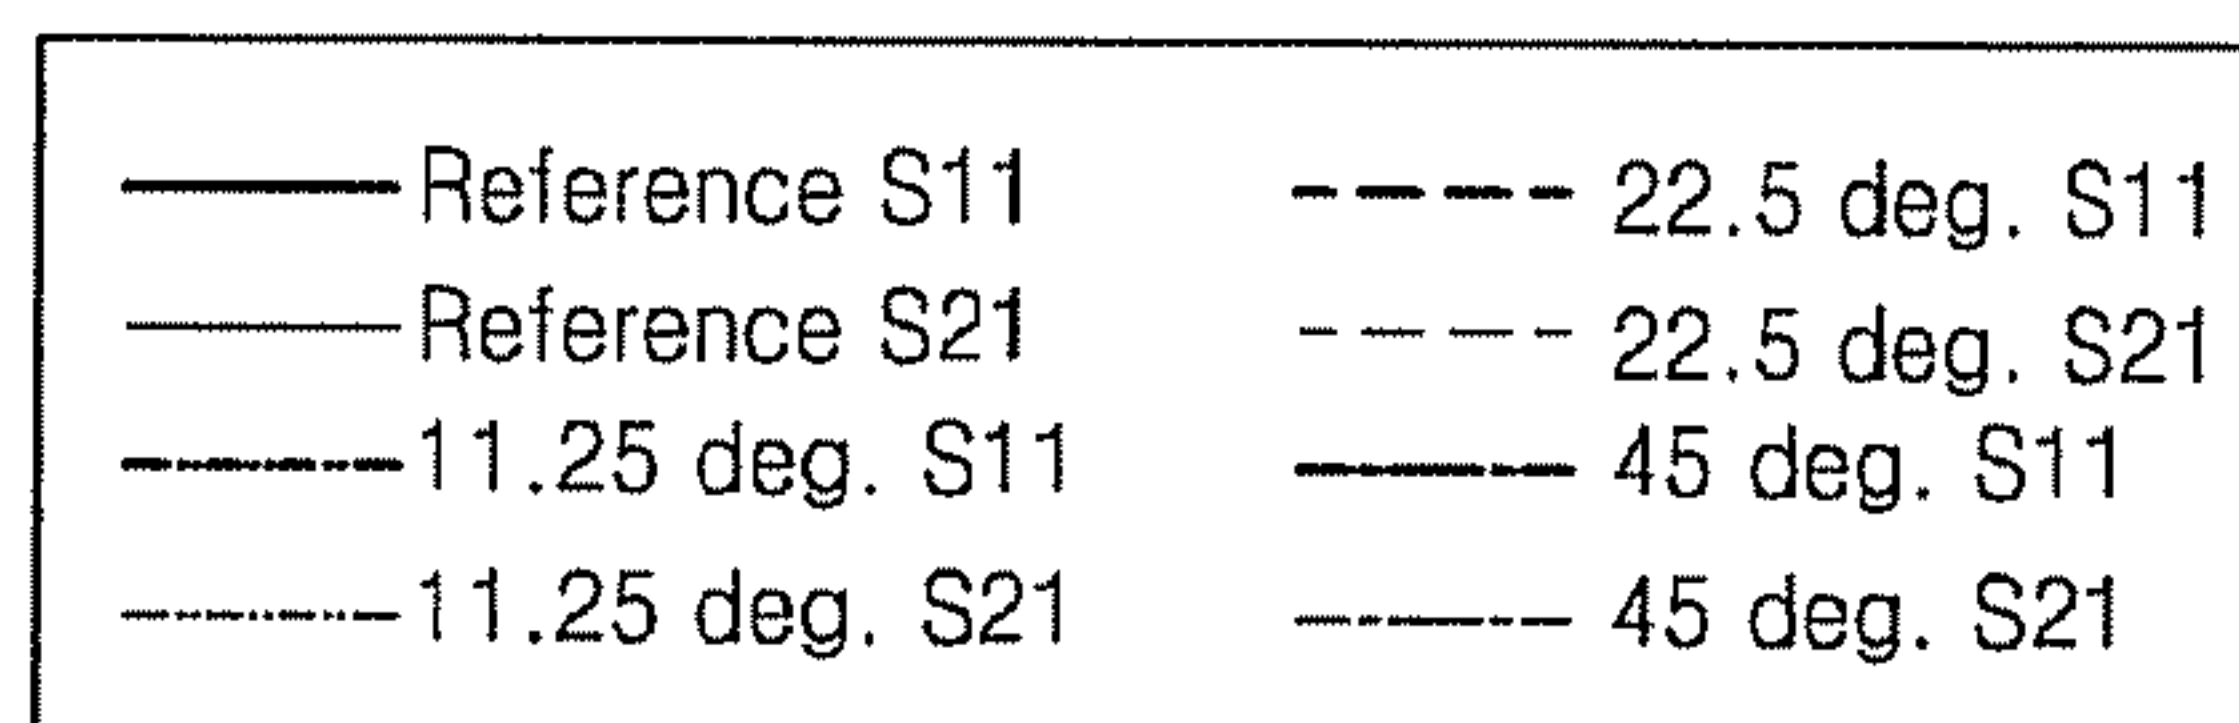 Reference S11
Reference S21
11.25 deg. S11
11.25 deg. S21
22.5 deg. S11
22.5 deg. S21
45 deg. S11
45 deg. S21